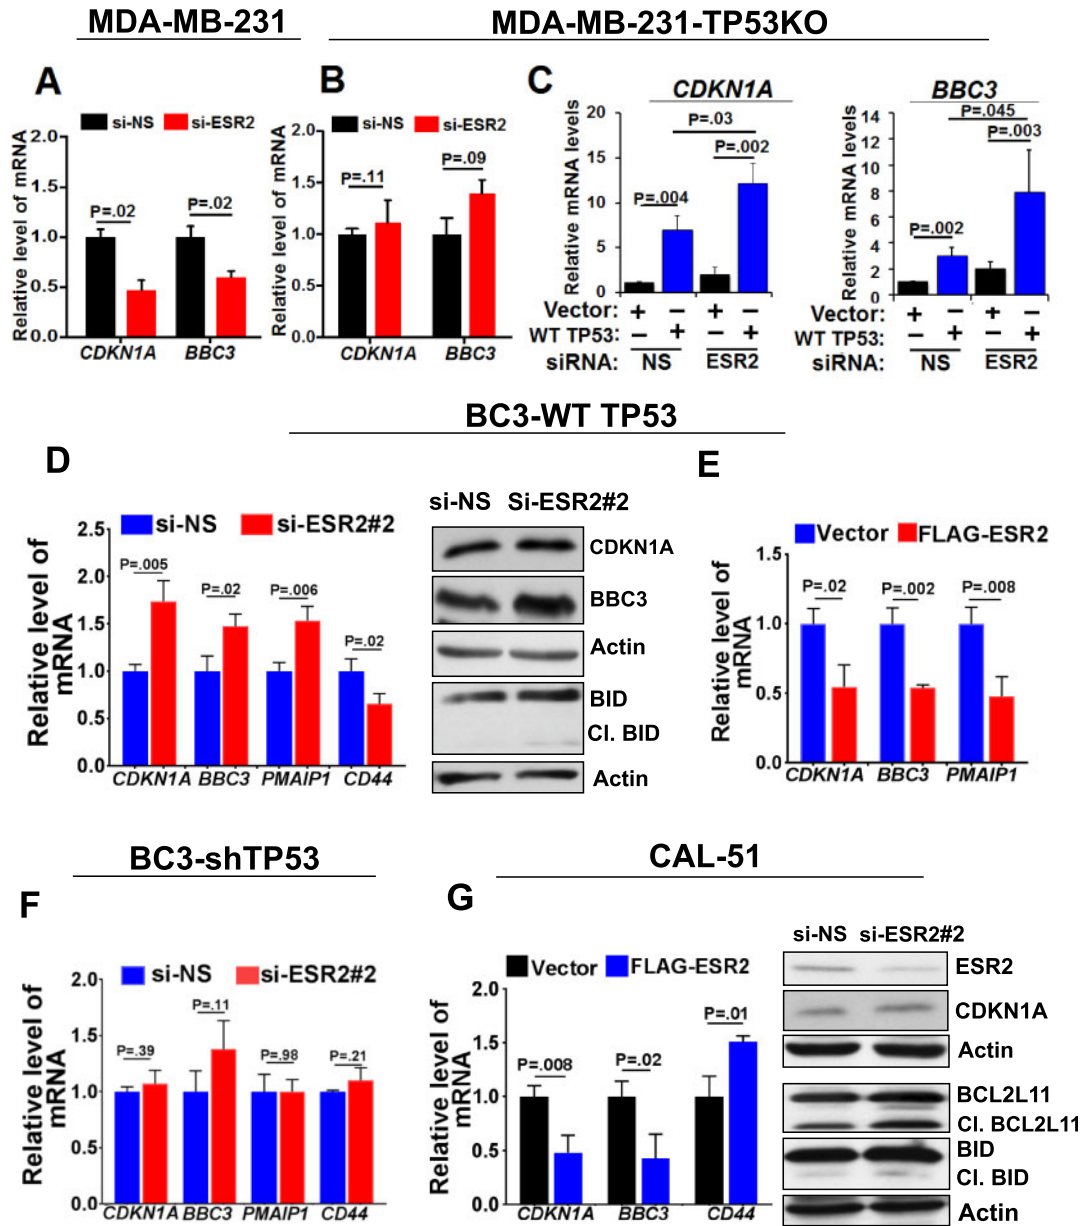 MDA-MB-231
MDA-MB-231-TP53KO
A
si-NS si-ESR2
Relative level of mRNA
2.0
1.5
1.0
0.5
0.0
P=.02
P=.02
CDKN1A BBC3
B
si-NS si-ESR2
Relative level of mRNA
2.0
1.5
1.0
0.5
0.0
P=.11
P=.09
CDKN1A BBC3
C
CDKN1A
Relative mRNA levels
20
15
10
5
0
P=.03
P=.002
P=.004
Vector: + − + −
WT TP53: − + − +
siRNA: NS ESR2
BBC3
Relative mRNA levels
14
12
10
8
6
4
2
0
P=.045
P=.003
P=.002
Vector: + − + −
WT TP53: − + − +
siRNA: NS ESR2
BC3-WT TP53
D
si-NS si-ESR2#2
Relative level of
mRNA
2.5
2.0
1.5
1.0
0.5
0.0
P=.005
P=.02
P=.006
P=.02
CDKN1A BBC3 PMAIP1 CD44
si-NS Si-ESR2#2
CDKN1A
BBC3
Actin
BID
Cl. BID
Actin
E
Vector FLAG-ESR2
Relative level of
mRNA
1.5
1.0
0.5
0.0
P=.02
P=.002
P=.008
CDKN1A BBC3 PMAIP1
BC3-shTP53
F
si-NS si-ESR2#2
Relative level of
mRNA
2.0
1.5
1.0
0.5
0.0
P=.39
P=.11
P=.98
P=.21
CDKN1A BBC3 PMAIP1 CD44
CAL-51
G
Vector FLAG-ESR2
Relative level of
mRNA
2.0
1.5
1.0
0.5
0.0
P=.008
P=.02
P=.01
CDKN1A BBC3 CD44
si-NS si-ESR2#2
ESR2
CDKN1A
Actin
BCL2L11
Cl. BCL2L11
BID
Cl. BID
Actin